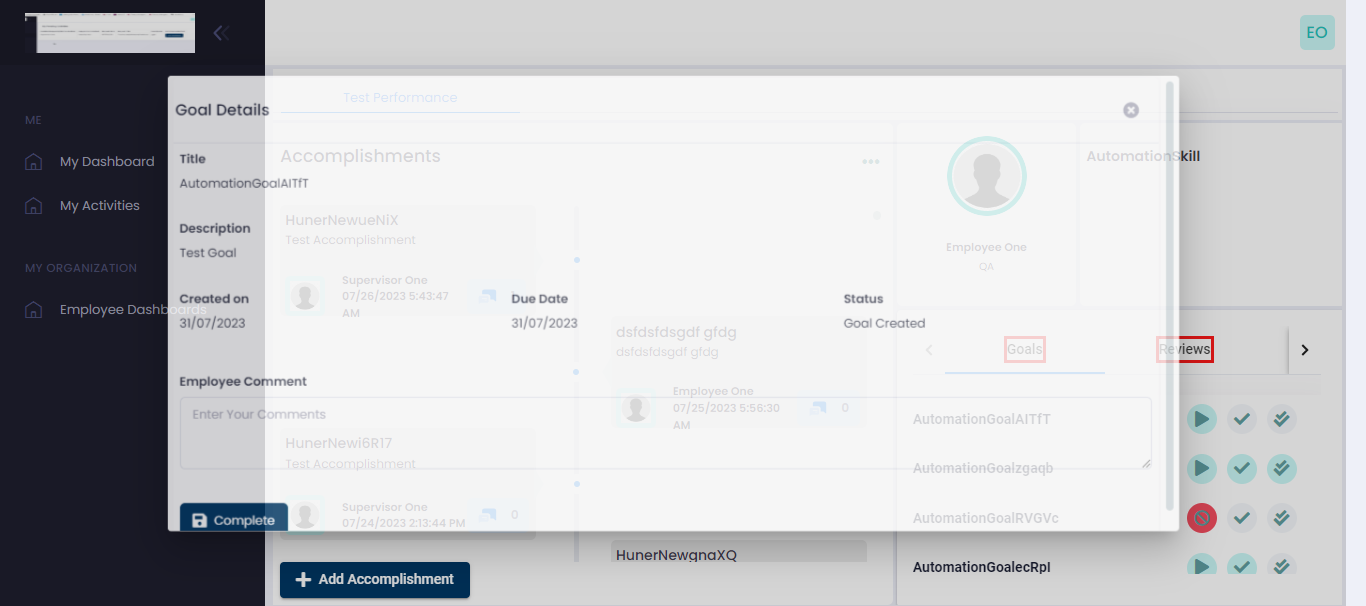 EO
ME
My Dashboard
My Activities
MY ORGANIZATION
Employee Dashboards
Test Performance
Goal Details
Title
AutomationGoalAITfT
Description
Test Goal
Created on
31/07/2023
Due Date
31/07/2023
Status
Goal Created
Employee Comment
Enter Your Comments
Complete
Accomplishments
HunerNewueNiX
Test Accomplishment
Supervisor One
07/26/2023 5:43:47
AM
dsfdsfdsgdf gfdg
dsfdsfdsgdf gfdg
Employee One
07/25/2023 5:56:30
AM
0
HunerNewi6R17
Test Accomplishment
Supervisor One
07/24/2023 2:13:44 PM
0
HunerNewgnaXQ
Add Accomplishment
Employee One
QA
AutomationSkill
Goals
Reviews
AutomationGoalAITfT
AutomationGoalzgaqb
AutomationGoalRVGVc
AutomationGoalecRpI